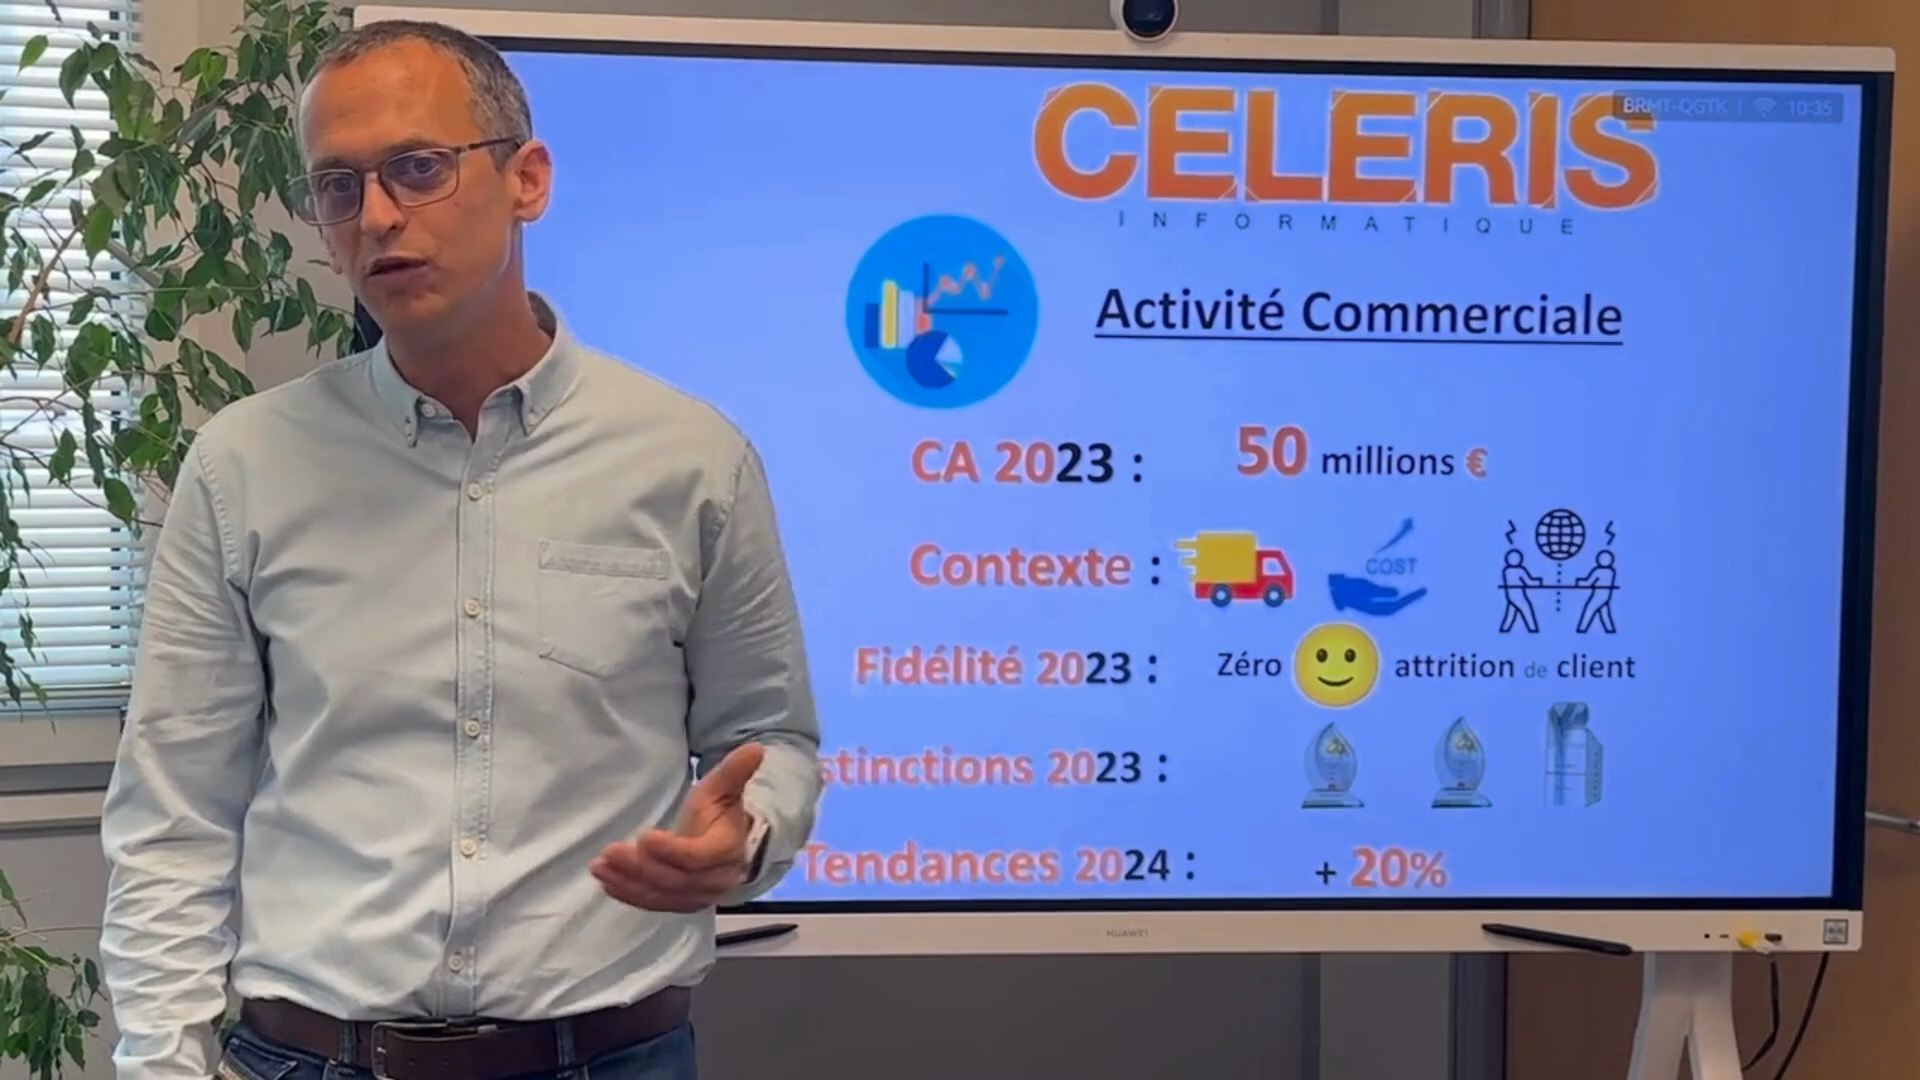 CELERIS
BRMT-QGTK | 10:35
INFORMATIQUE
Activité Commerciale
CA 2023 : 50 millions €
Contexte : COST
Fidélité 2023 : Zéro attrition de client
stinctions 2023 :
Tendances 2024 : + 20%
HUAWEI